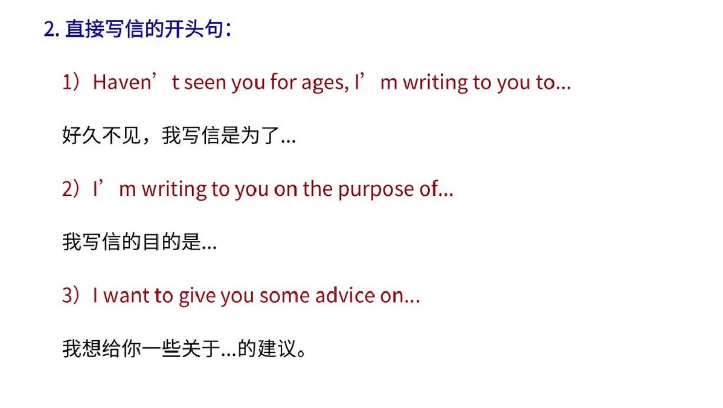 2. 直接写信的开头句：
1）Haven’t seen you for ages, I’m writing to you to...
好久不见，我写信是为了...
2）I’m writing to you on the purpose of...
我写信的目的是...
3）I want to give you some advice on...
我想给你一些关于...的建议。